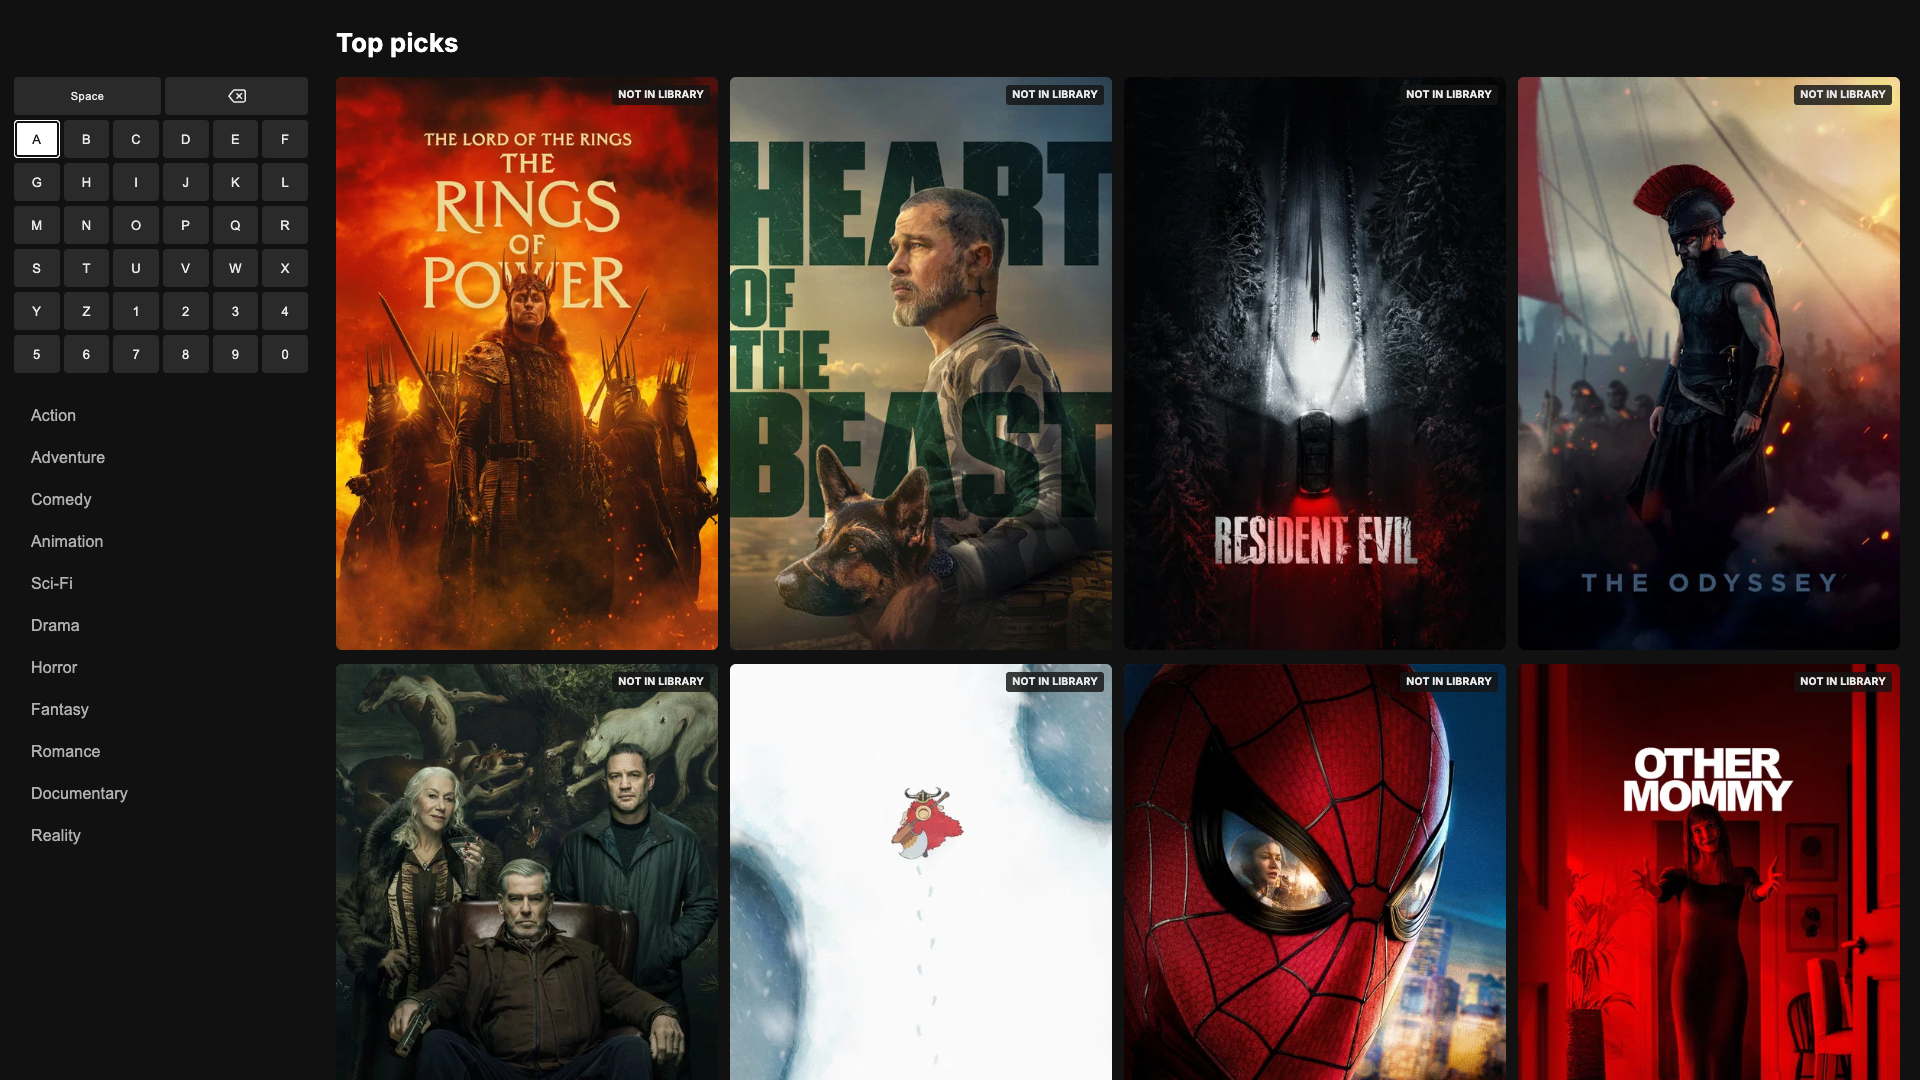 Top picks
Space
A B C D E F
G H I J K L
M N O P Q R
S T U V W X
Y Z 1 2 3 4
5 6 7 8 9 0
Action
Adventure
Comedy
Animation
Sci-Fi
Drama
Horror
Fantasy
Romance
Documentary
Reality
NOT IN LIBRARY
THE LORD OF THE RINGS
THE
RINGS
OF
POWER
NOT IN LIBRARY
HEART
OF
THE
BEAST
NOT IN LIBRARY
RESIDENT EVIL
NOT IN LIBRARY
THE ODYSSEY
NOT IN LIBRARY
NOT IN LIBRARY
NOT IN LIBRARY
NOT IN LIBRARY
OTHER
MOMMY